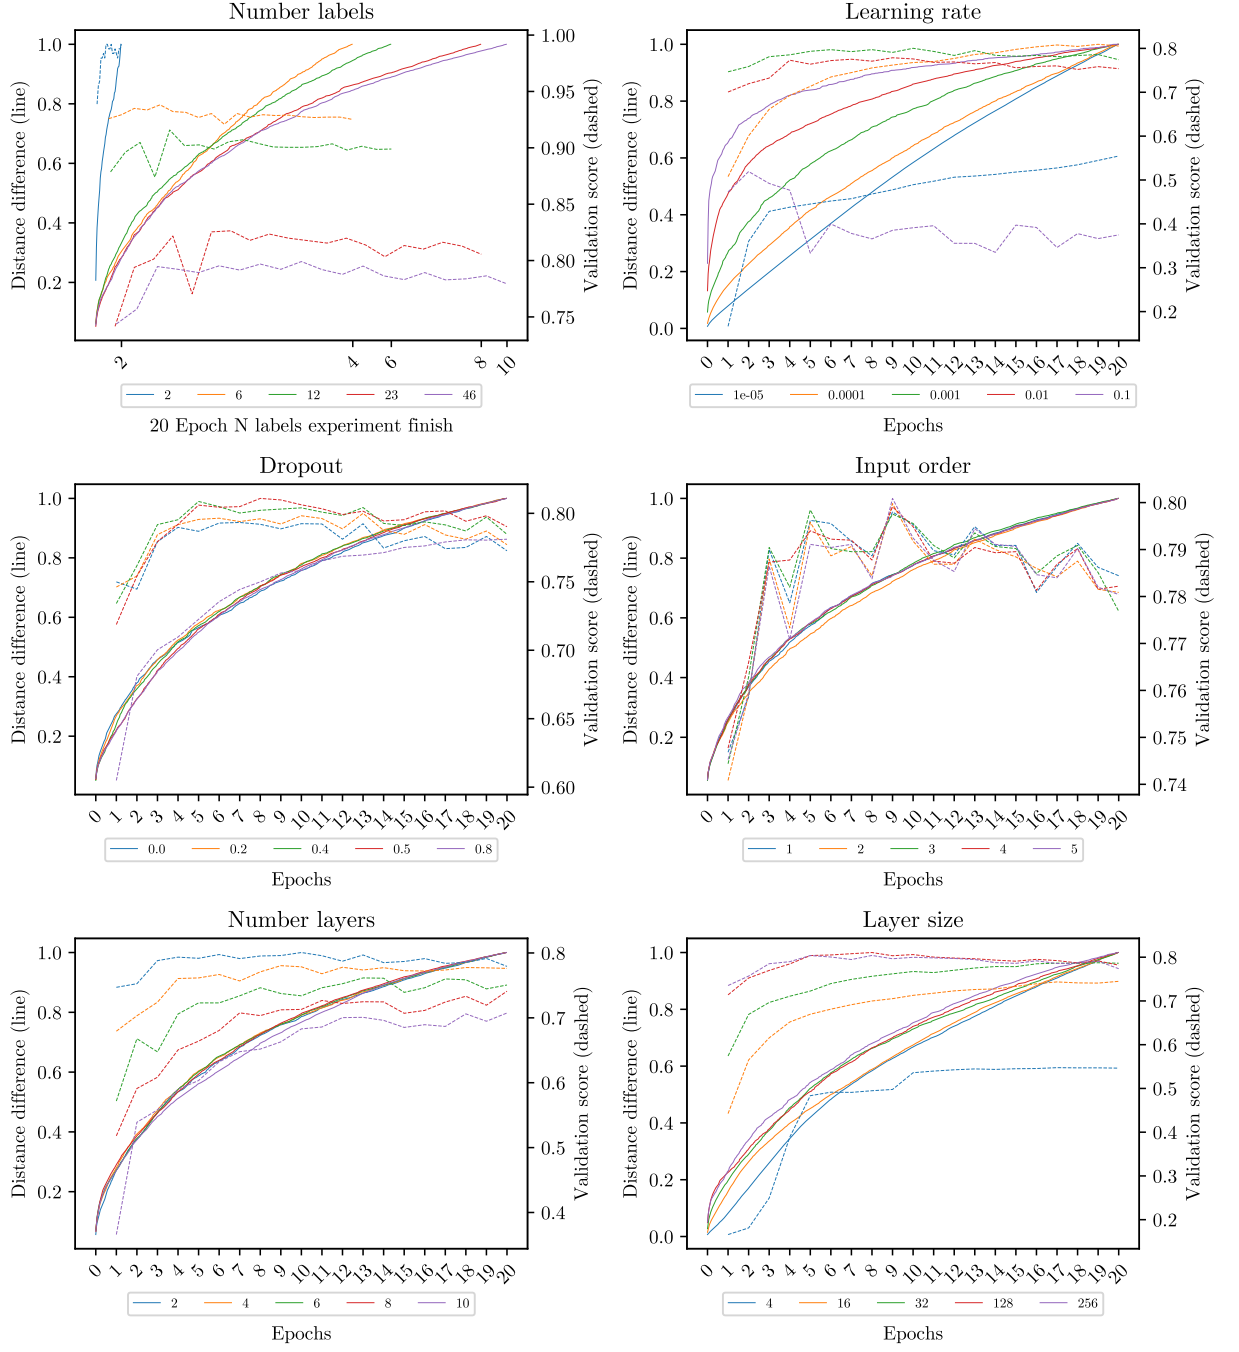 Number labels
Distance difference (line)
1.0
0.8
0.6
0.4
0.2
1.00
0.95
0.90
0.85
0.80
0.75
Validation score (dashed)
2 4 6 8 10
2 6 12 23 46
20 Epoch N labels experiment finish
Learning rate
Distance difference (line)
1.0
0.8
0.6
0.4
0.2
0.0
0.8
0.7
0.6
0.5
0.4
0.3
0.2
Validation score (dashed)
0 1 2 3 4 5 6 7 8 9 10 11 12 13 14 15 16 17 18 19 20
1e-05 0.0001 0.001 0.01 0.1
Epochs
Dropout
Distance difference (line)
1.0
0.8
0.6
0.4
0.2
0.80
0.75
0.70
0.65
0.60
Validation score (dashed)
0 1 2 3 4 5 6 7 8 9 10 11 12 13 14 15 16 17 18 19 20
0.0 0.2 0.4 0.5 0.8
Epochs
Input order
Distance difference (line)
1.0
0.8
0.6
0.4
0.2
0.80
0.79
0.78
0.77
0.76
0.75
0.74
Validation score (dashed)
0 1 2 3 4 5 6 7 8 9 10 11 12 13 14 15 16 17 18 19 20
1 2 3 4 5
Epochs
Number layers
Distance difference (line)
1.0
0.8
0.6
0.4
0.2
0.8
0.7
0.6
0.5
0.4
Validation score (dashed)
0 1 2 3 4 5 6 7 8 9 10 11 12 13 14 15 16 17 18 19 20
2 4 6 8 10
Epochs
Layer size
Distance difference (line)
1.0
0.8
0.6
0.4
0.2
0.0
0.8
0.7
0.6
0.5
0.4
0.3
0.2
Validation score (dashed)
0 1 2 3 4 5 6 7 8 9 10 11 12 13 14 15 16 17 18 19 20
4 16 32 128 256
Epochs